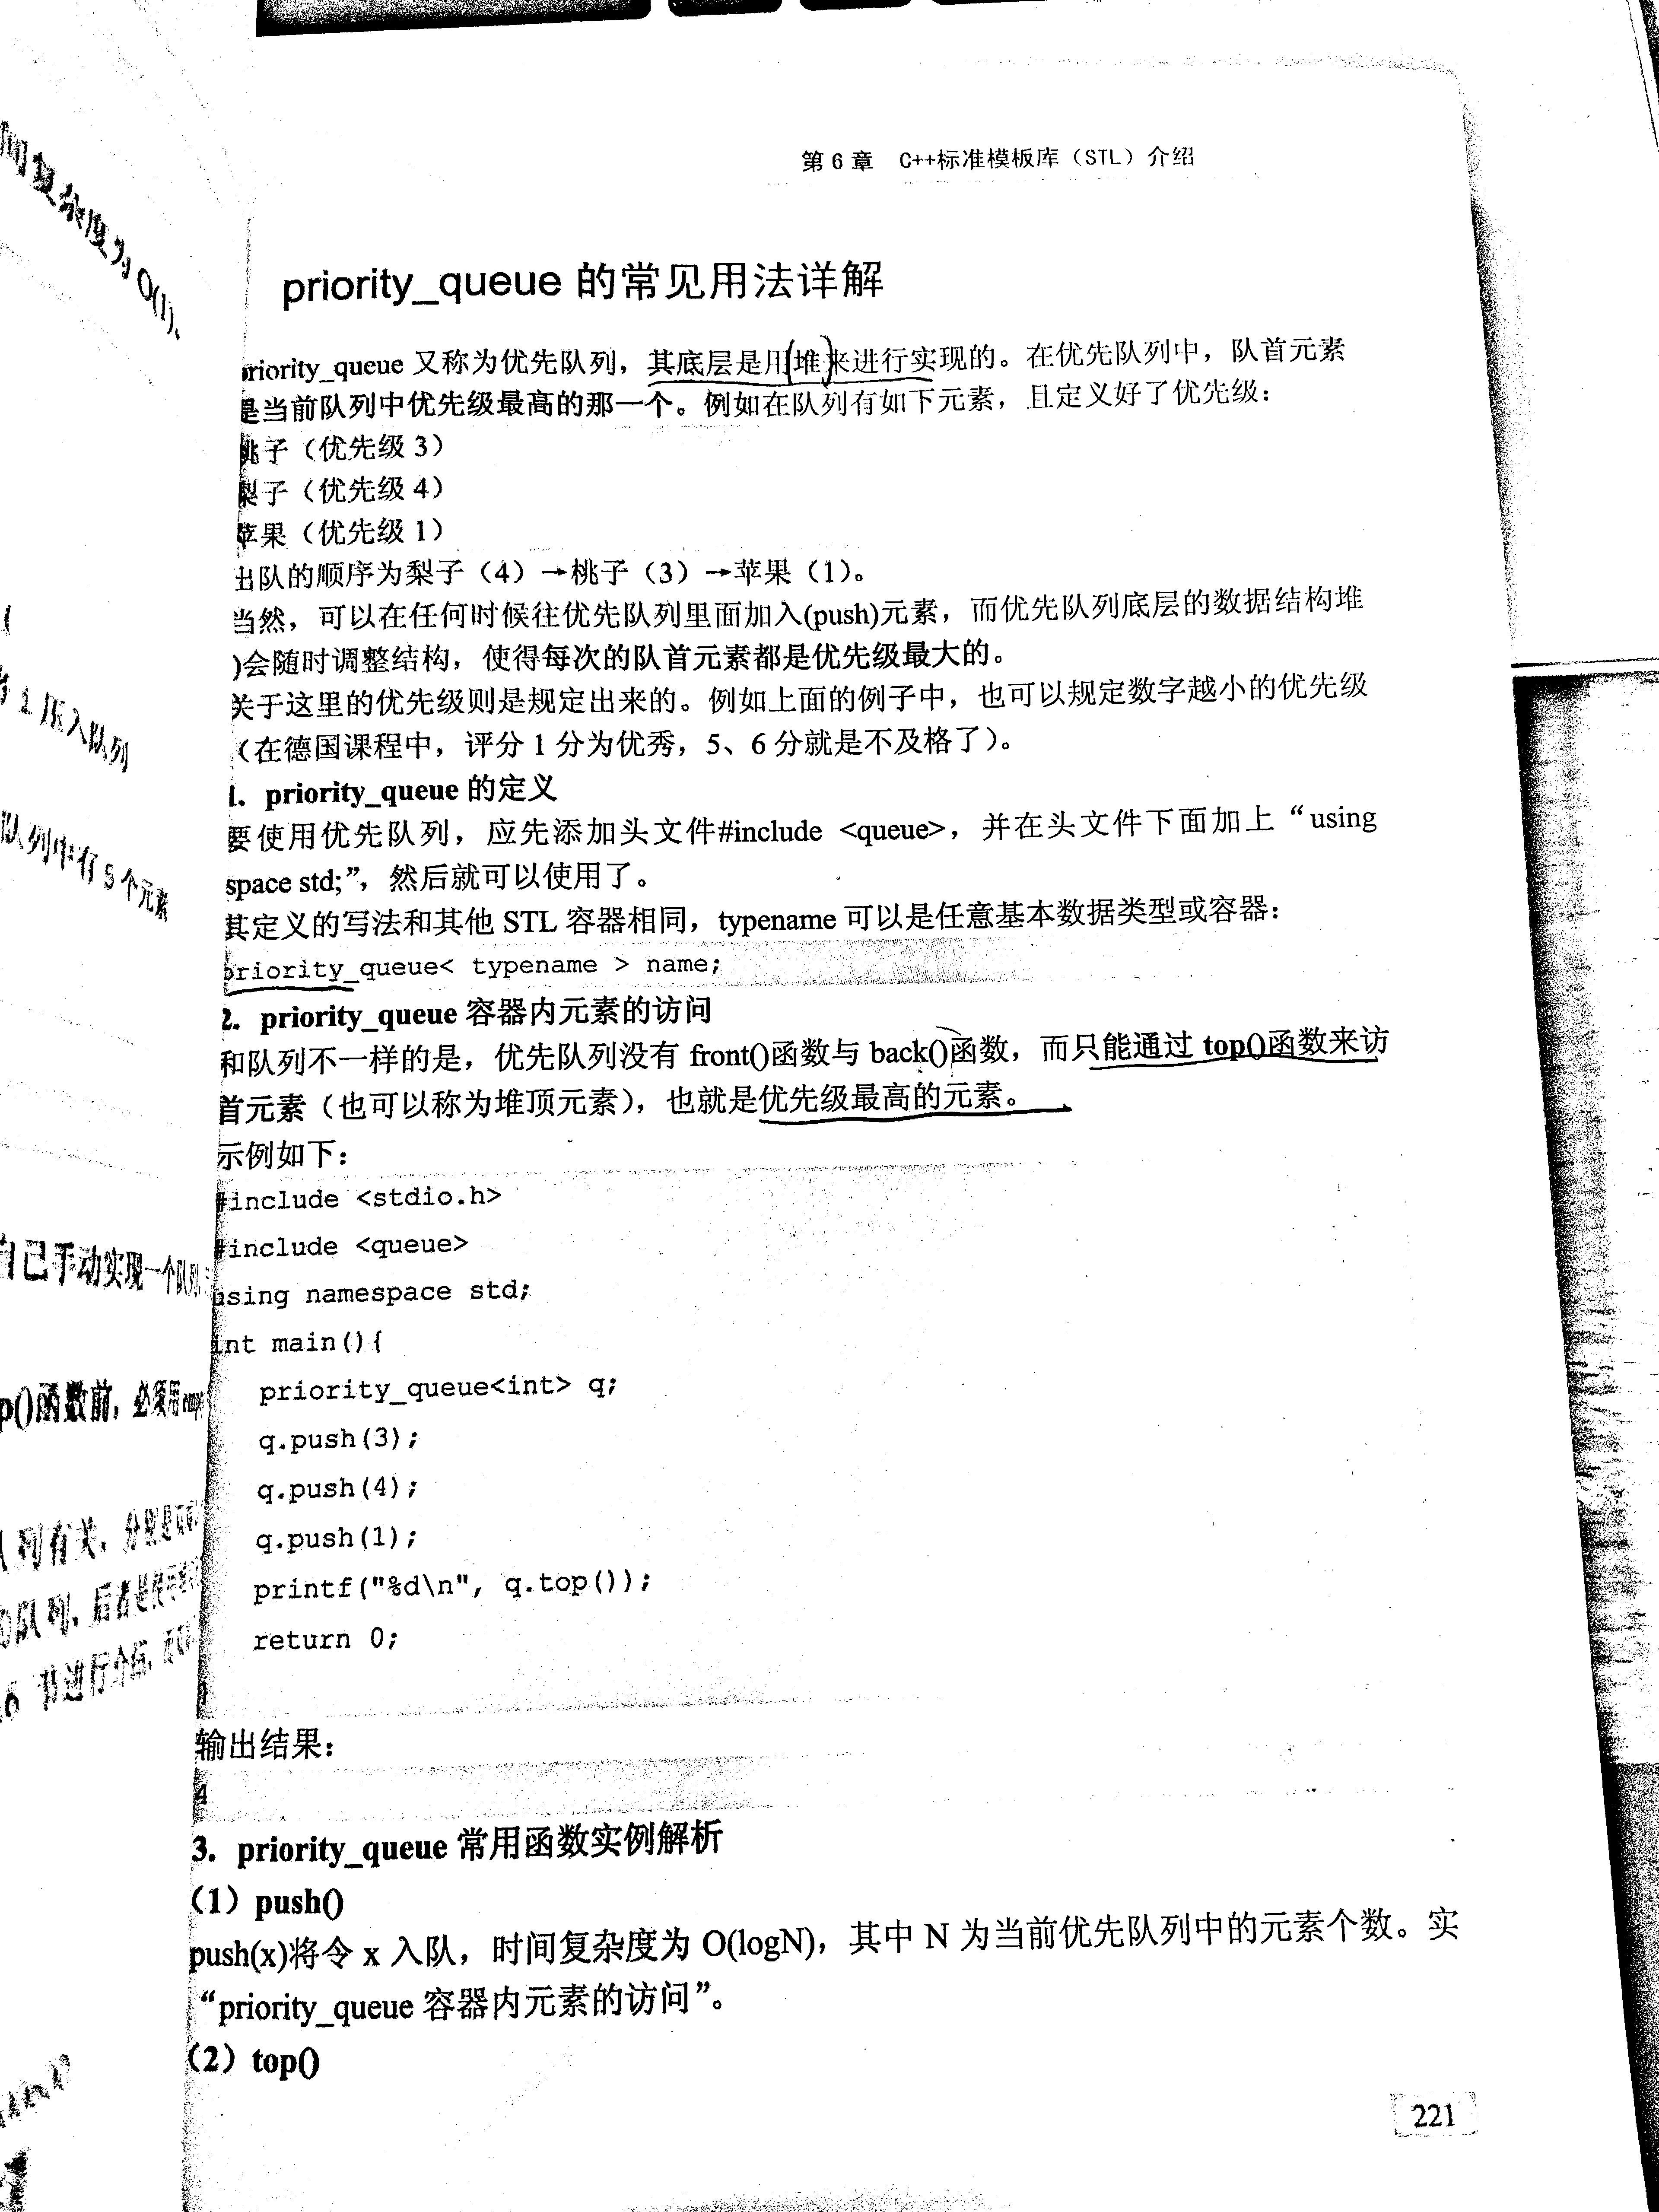 第 6 章 C++标准模板库（STL）介绍
priority_queue 的常见用法详解
riority_queue 又称为优先队列，其底层是用(堆)来进行实现的。在优先队列中，队首元素
是当前队列中优先级最高的那一个。例如在队列有如下元素，且定义好了优先级：
桃子（优先级 3）
梨子（优先级 4）
苹果（优先级 1）
出队的顺序为梨子（4）→桃子（3）→苹果（1）。
当然，可以在任何时候往优先队列里面加入(push)元素，而优先队列底层的数据结构堆
)会随时调整结构，使得每次的队首元素都是优先级最大的。
关于这里的优先级则是规定出来的。例如上面的例子中，也可以规定数字越小的优先级
（在德国课程中，评分 1 分为优秀，5、6 分就是不及格了）。
1. priority_queue 的定义
要使用优先队列，应先添加头文件#include <queue>，并在头文件下面加上“using
space std;”，然后就可以使用了。
其定义的写法和其他 STL 容器相同，typename 可以是任意基本数据类型或容器：
priority_queue< typename > name;
2. priority_queue 容器内元素的访问
和队列不一样的是，优先队列没有 front()函数与 back()函数，而只能通过 top()函数来访
首元素（也可以称为堆顶元素），也就是优先级最高的元素。
示例如下：
#include <stdio.h>
#include <queue>
using namespace std;
int main(){
priority_queue<int> q;
q.push(3);
q.push(4);
q.push(1);
printf("%d\n", q.top());
return 0;
}
输出结果：
4
3. priority_queue 常用函数实例解析
（1）push()
push(x)将令 x 入队，时间复杂度为 O(logN)，其中 N 为当前优先队列中的元素个数。实
“priority_queue 容器内元素的访问”。
（2）top()
221
间复杂度为 O(1)。
1 压入队列
队列中有 5 个元素
自己手动实现一个队列
p()函数前，必须用
列有关，分别是
队列，后者是
节进行介绍，